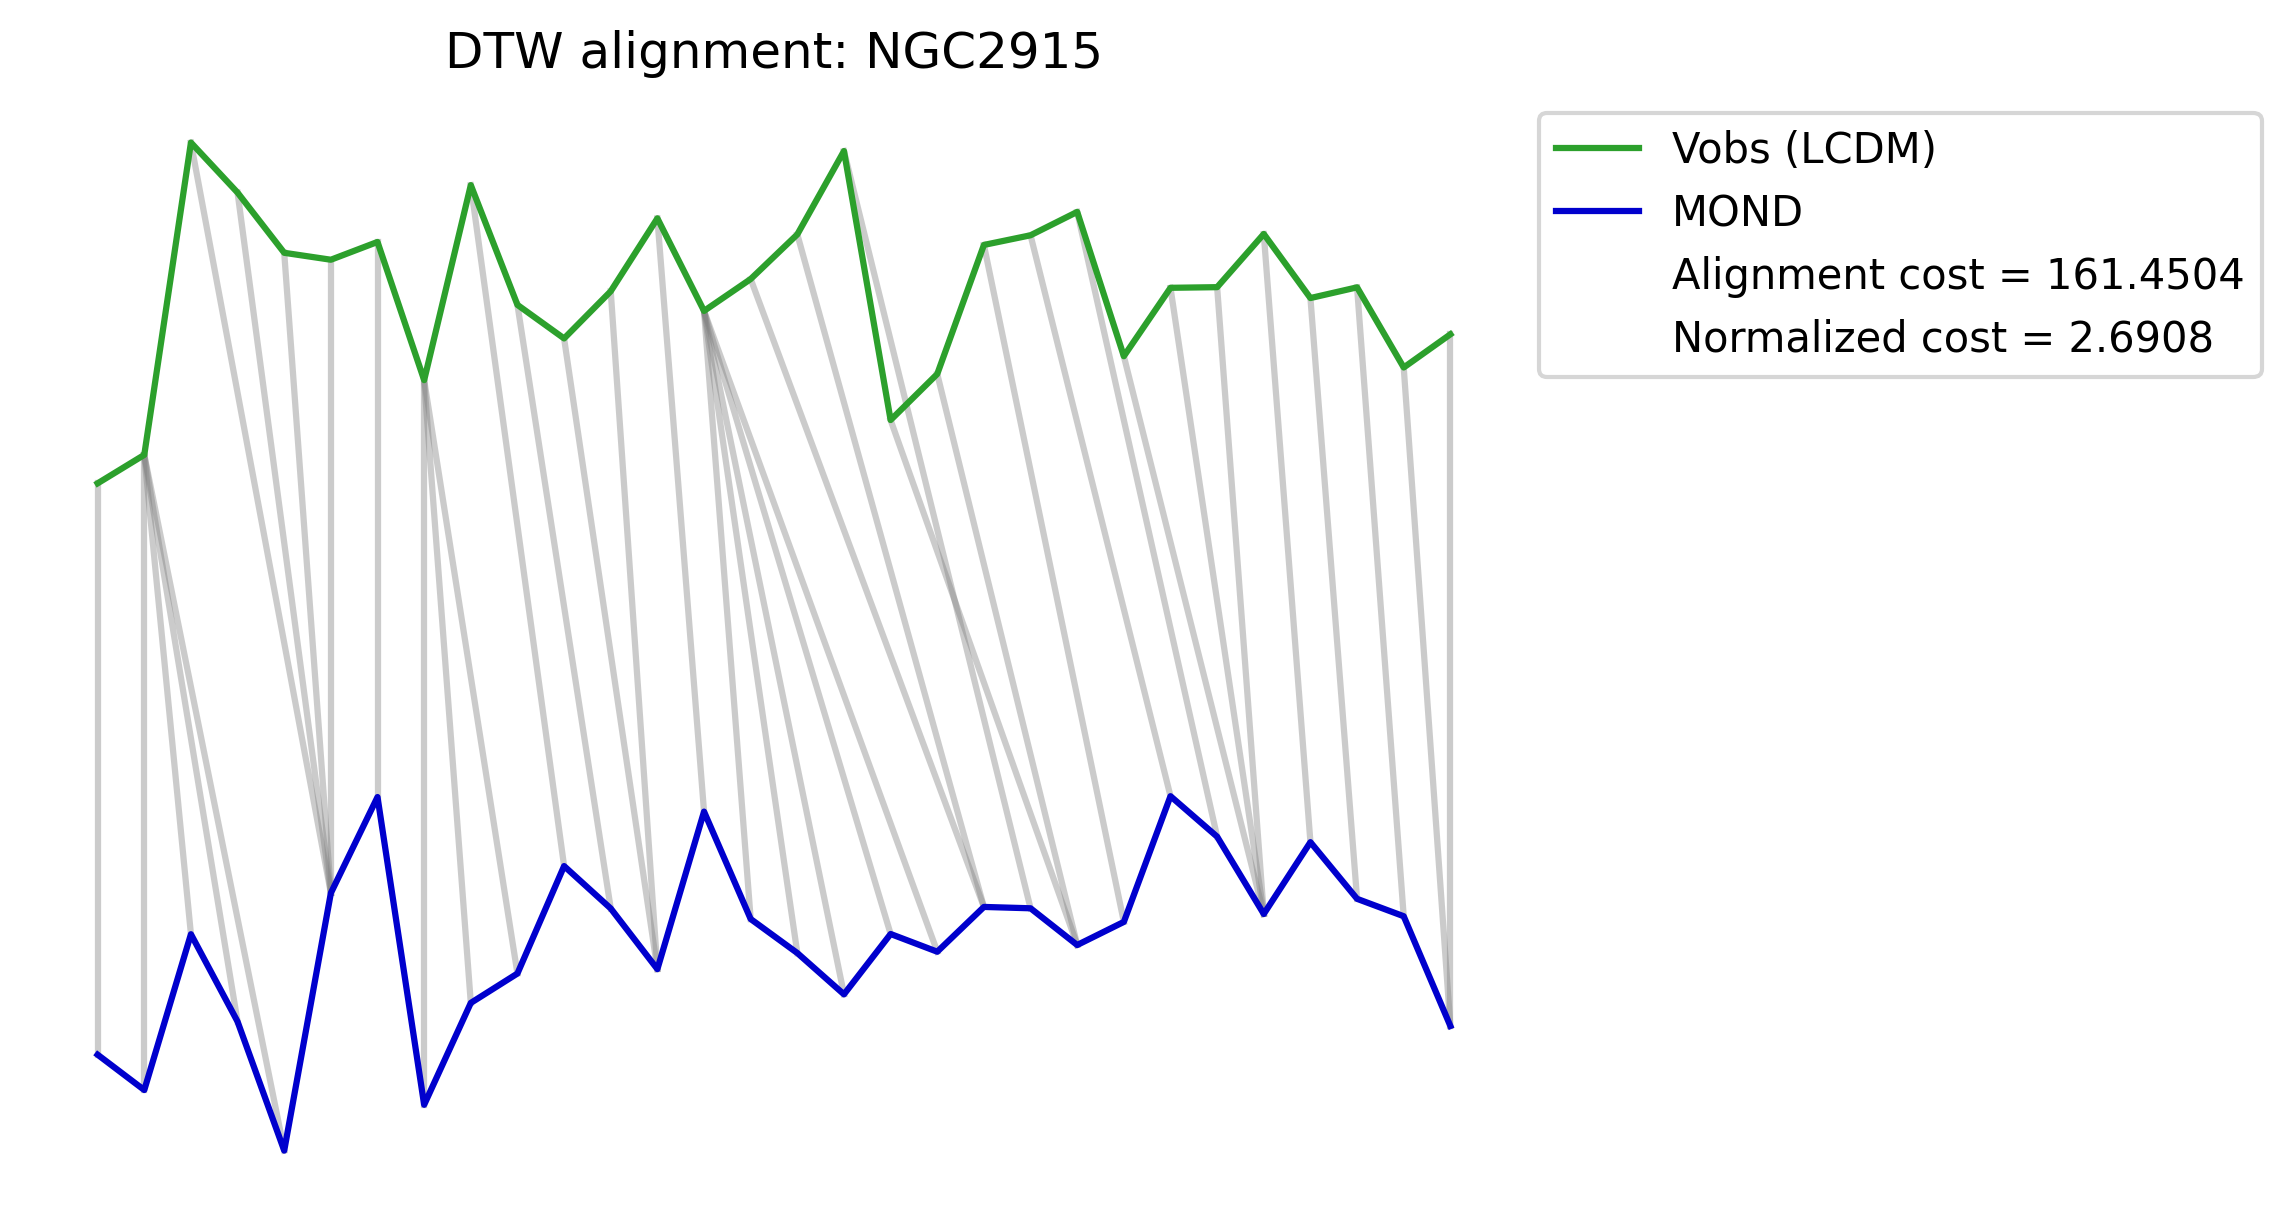 DTW alignment: NGC2915
Vobs (LCDM)
MOND
Alignment cost = 161.4504
Normalized cost = 2.6908